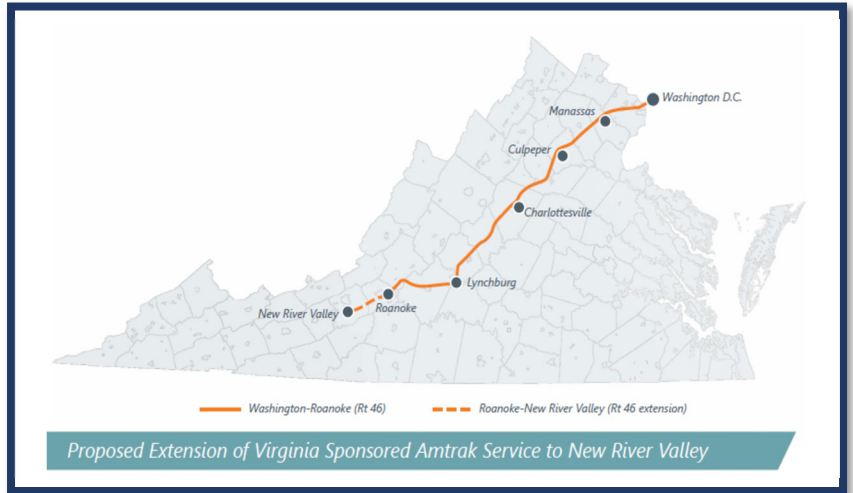 Washington D.C.
Manassas
Culpeper
Charlottesville
Lynchburg
Roanoke
New River Valley
Washington-Roanoke (Rt 46)
Roanoke-New River Valley (Rt 46 extension)
Proposed Extension of Virginia Sponsored Amtrak Service to New River Valley